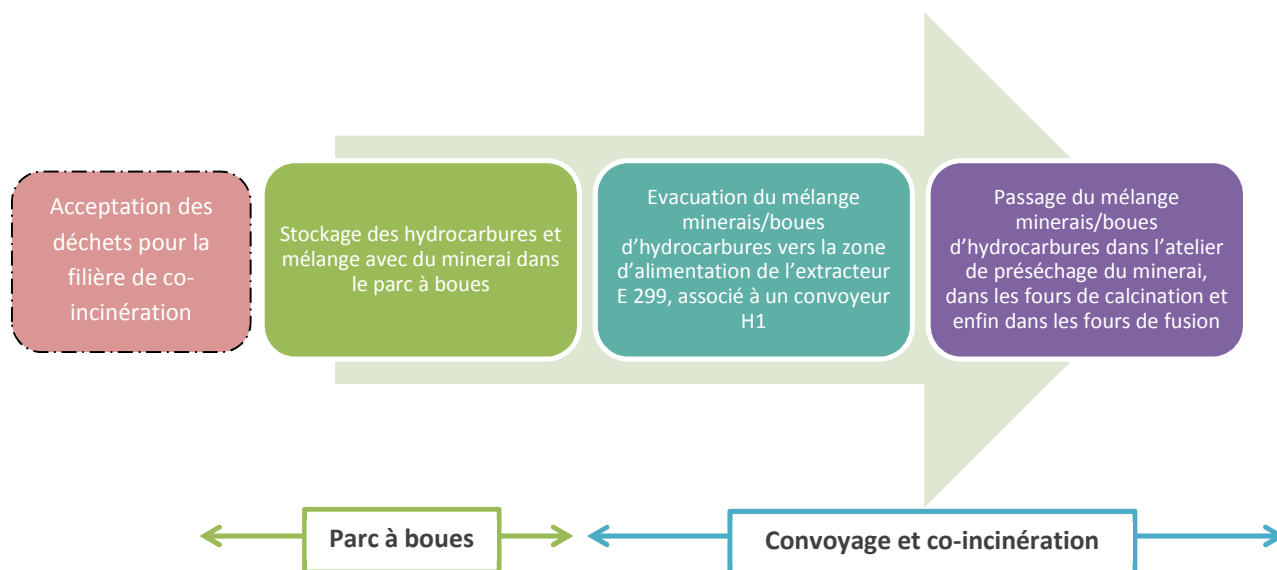 Acceptation des
déchets pour la
filière de co-
incinération
Stockage des hydrocarbures et
mélange avec du minerai dans
le parc à boues
Evacuation du mélange
minerais/boues
d’hydrocarbures vers la zone
d’alimentation de l’extracteur
E 299, associé à un convoyeur
H1
Passage du mélange
minerais/boues
d’hydrocarbures dans l’atelier
de préséchage du minerai,
dans les fours de calcination et
enfin dans les fours de fusion
Parc à boues
Convoyage et co-incinération